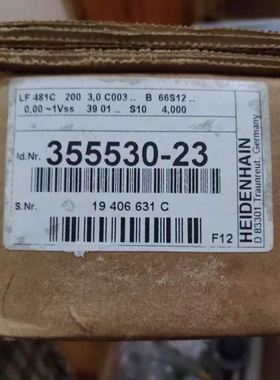 LF 481C 200 3,0 C003 .. B 66S12 ..
0,00 ~1Vss 39 01 .. S10 4,000
Id.Nr. 355530-23
S.Nr. 19 406 631 C
F12
HEIDENHAIN
D 83301 Traunreut, Germany